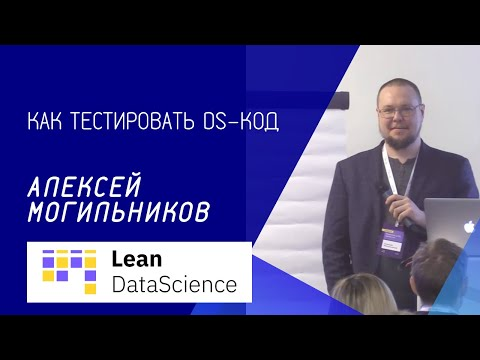 КАК ТЕСТИРОВАТЬ DS-КОД
АЛЕКСЕЙ
МОГИЛЬНИКОВ
Lean
DataScience